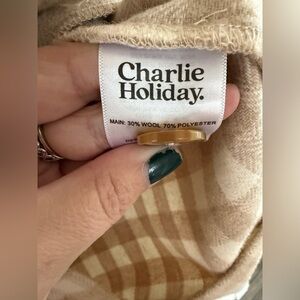 Charlie
Holiday.
MAIN: 30% WOOL 70% POLYESTER